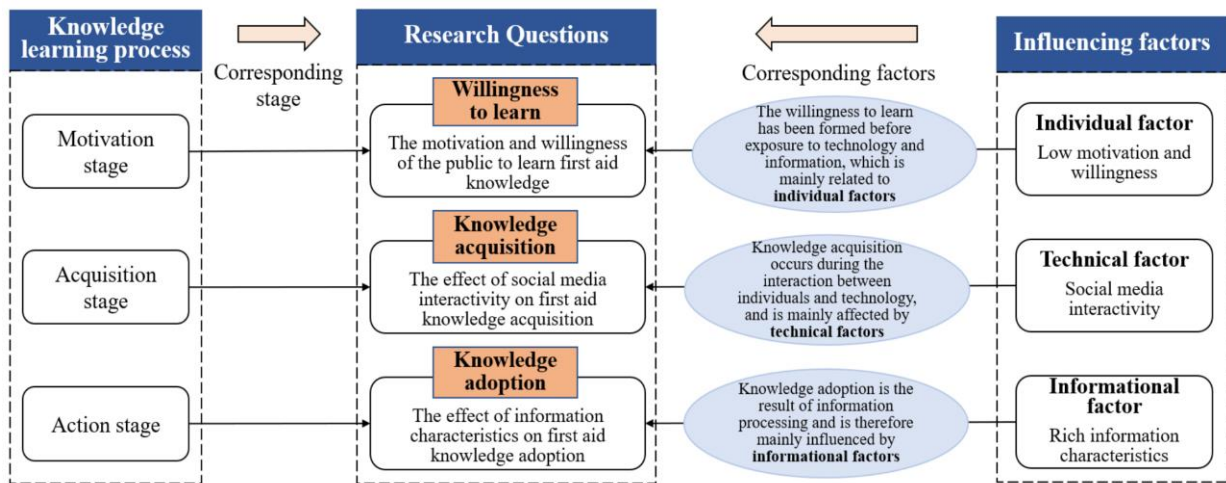 Knowledge
learning process
Corresponding
stage
Research Questions
Corresponding factors
Influencing factors
Motivation
stage
Willingness
to learn
The motivation and willingness
of the public to learn first aid
knowledge
The willingness to learn
has been formed before
exposure to technology and
information, which is
mainly related to
individual factors
Individual factor
Low motivation and
willingness
Acquisition
stage
Knowledge
acquisition
The effect of social media
interactivity on first aid
knowledge acquisition
Knowledge acquisition
occurs during the
interaction between
individuals and technology,
and is mainly affected by
technical factors
Technical factor
Social media
interactivity
Action stage
Knowledge
adoption
The effect of information
characteristics on first aid
knowledge adoption
Knowledge adoption is the
result of information
processing and is therefore
mainly influenced by
informational factors
Informational
factor
Rich information
characteristics